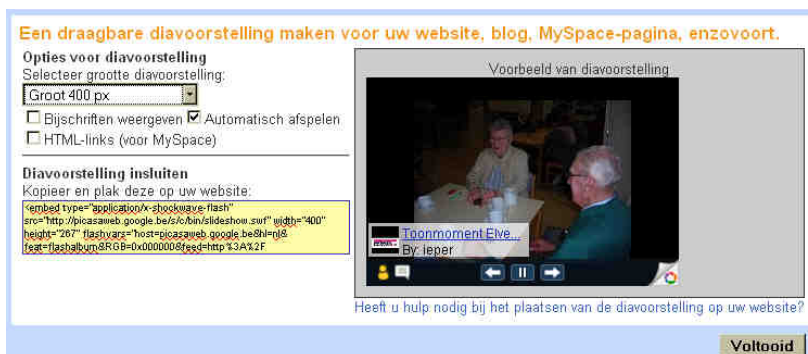 Een draagbare diavoorstelling maken voor uw website, blog, MySpace-pagina, enzovoort.
Opties voor diavoorstelling
Selecteer grootte diavoorstelling:
Groot 400 px
Bijschriften weergeven Automatisch afspelen
HTML-links (voor MySpace)
Diavoorstelling insluiten
Kopieer en plak deze op uw website:
<embed type="application/x-shockwave-flash"
src="http://picasaweb.google.be/s/c/bin/slideshow.swf" width="400"
height="267" flashvars="host=picasaweb.google.be&hl=nl&
feat=flashalbum&RGB=0x000000&feed=http%3A%2F
Voorbeeld van diavoorstelling
Toonmoment Elve...
By: ieper
Heeft u hulp nodig bij het plaatsen van de diavoorstelling op uw website?
Voltooid